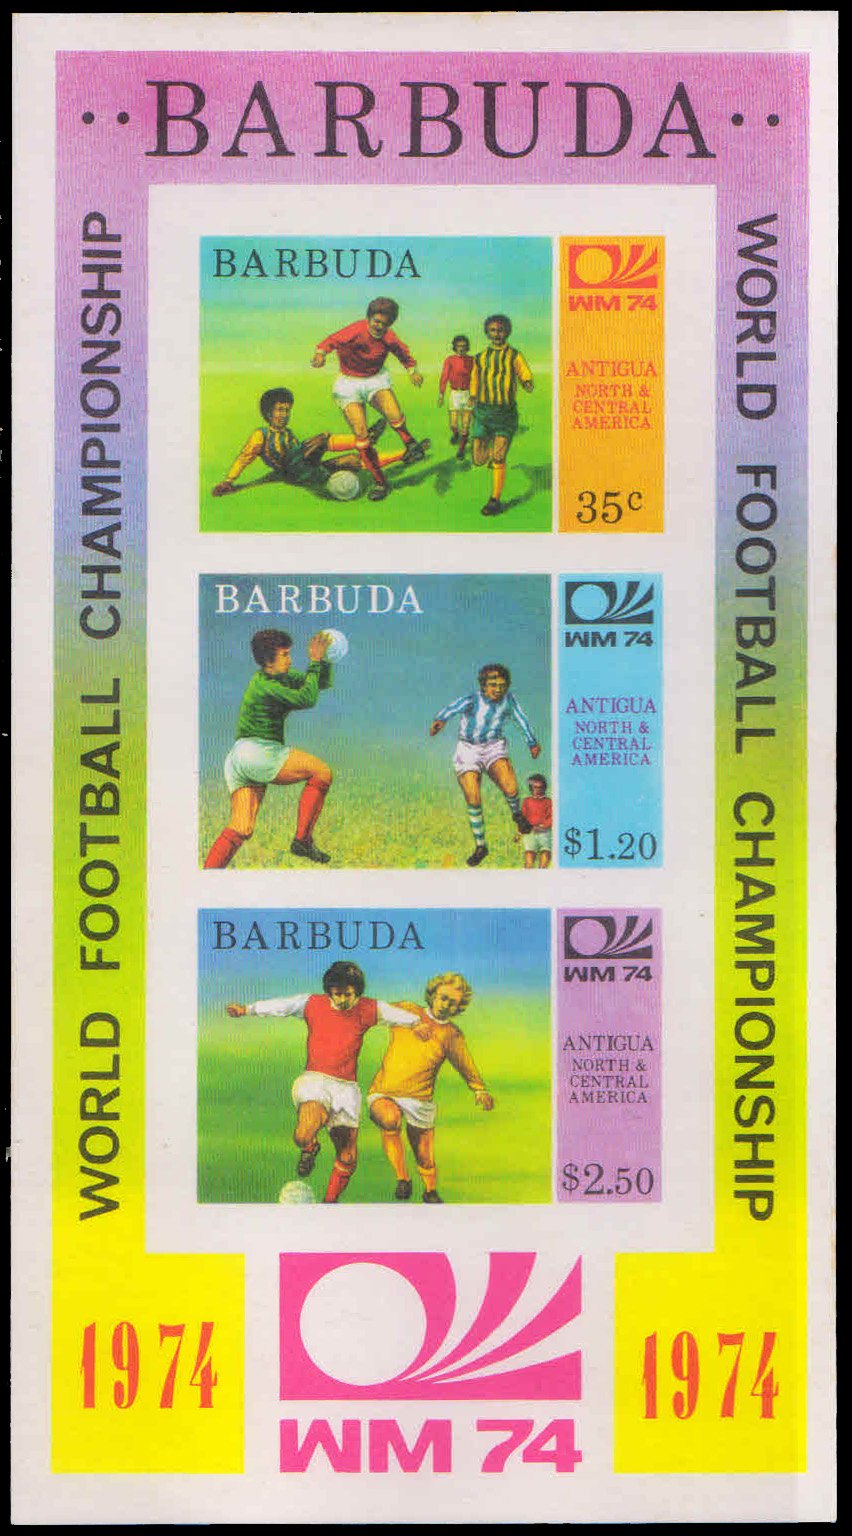 ··BARBUDA··
WORLD FOOTBALL CHAMPIONSHIP
WORLD FOOTBALL CHAMPIONSHIP
BARBUDA
WM 74
ANTIGUA
NORTH &
CENTRAL
AMERICA
35c
BARBUDA
WM 74
ANTIGUA
NORTH &
CENTRAL
AMERICA
$1.20
BARBUDA
WM 74
ANTIGUA
NORTH &
CENTRAL
AMERICA
$2.50
1974
WM 74
1974